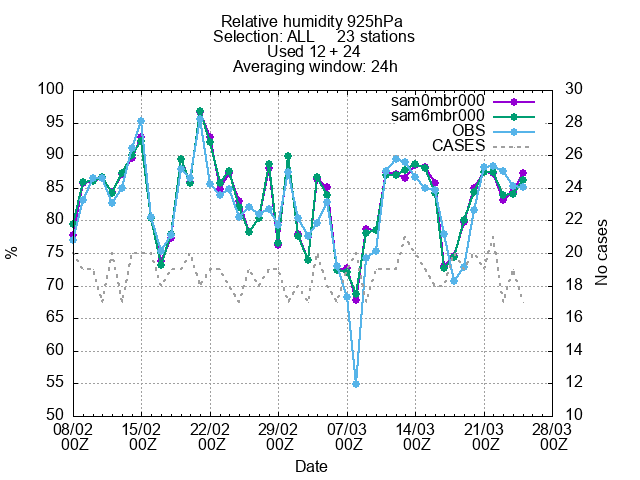 Relative humidity 925hPa
Selection: ALL 23 stations
Used 12 + 24
Averaging window: 24h
100 30
sam0mbr000
95 28
sam6mbr000
OBS
CASES
90 26
85 24
80 22
75 20
70 18
65 16
60 14
55 12
50 10
%
No cases
08/02 15/02 22/02 29/02 07/03 14/03 21/03 28/03
00Z 00Z 00Z 00Z 00Z 00Z 00Z 00Z
Date